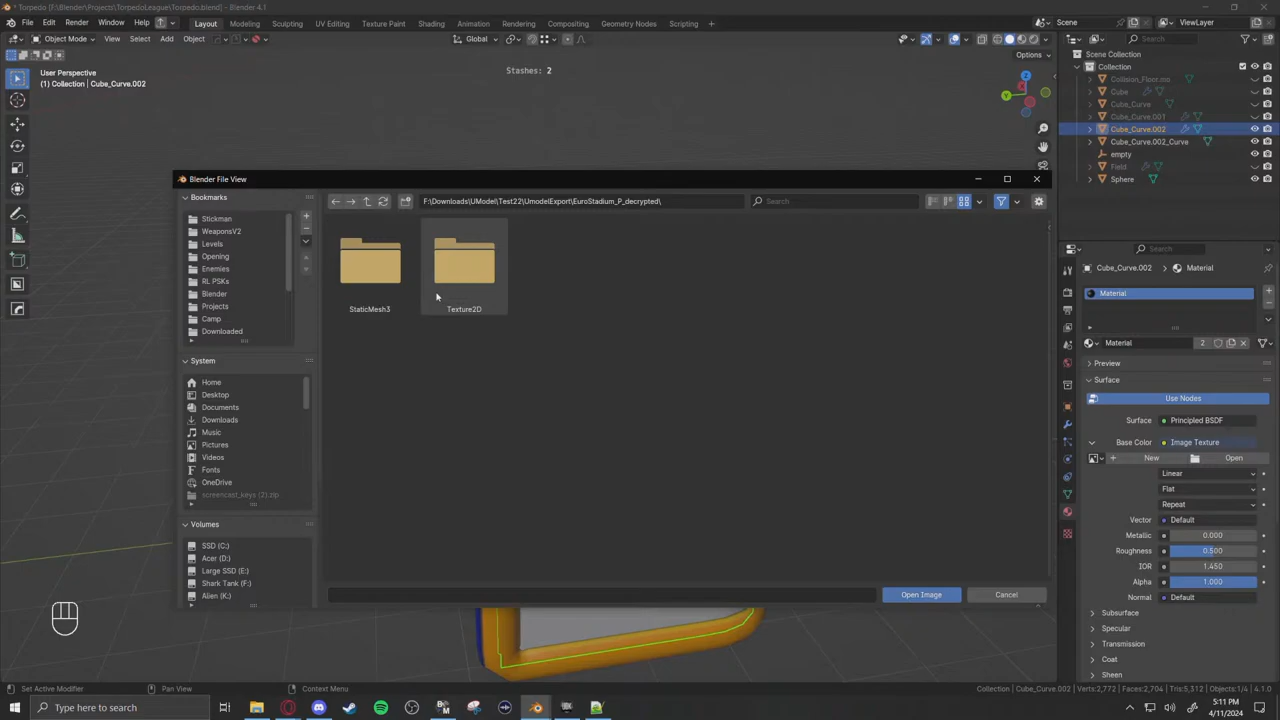 * Torpedo [F:\Blender\Projects\TorpedoLeague\Torpedo.blend] - Blender 4.1
File Edit Render Window Help Layout Modeling Sculpting UV Editing Texture Paint Shading Animation Rendering Compositing Geometry Nodes Scripting + Scene ViewLayer
Object Mode View Select Add Object Global Search
Options
User Perspective
(1) Collection | Cube_Curve.002
Stashes: 2
Scene Collection
Collection
Collision_Floor.mo
Cube
Cube_Curve
Cube_Curve.001
Cube_Curve.002
Cube_Curve.002_Curve
empty
Field
Sphere
Blender File View
Bookmarks
Stickman
WeaponsV2
Levels
Opening
Enemies
RL PSKs
Blender
Projects
Camp
Downloaded
System
Home
Desktop
Documents
Downloads
Music
Pictures
Videos
Fonts
OneDrive
screencast_keys (2).zip
Volumes
SSD (C:)
Acer (D:)
Large SSD (E:)
Shark Tank (F:)
Alien (K:)
F:\Downloads\UModel\Test22\UmodelExport\EuroStadium_P_decrypted\ Search
StaticMesh3 Texture2D
Open Image Cancel
Search
Cube_Curve.002 Material
Material
Material 2
Preview
Surface
Use Nodes
Surface Principled BSDF
Base Color Image Texture
New Open
Linear
Flat
Repeat
Vector Default
Metallic 0.000
Roughness 0.500
IOR 1.450
Alpha 1.000
Normal Default
Subsurface
Specular
Transmission
Coat
Sheen
Set Active Modifier Pan View Context Menu Collection | Cube_Curve.002 | Verts:2,772 | Faces:2,704 | Tris:5,312 | Objects:1/4 | 4.1.0
Type here to search 5:11 PM
4/11/2024